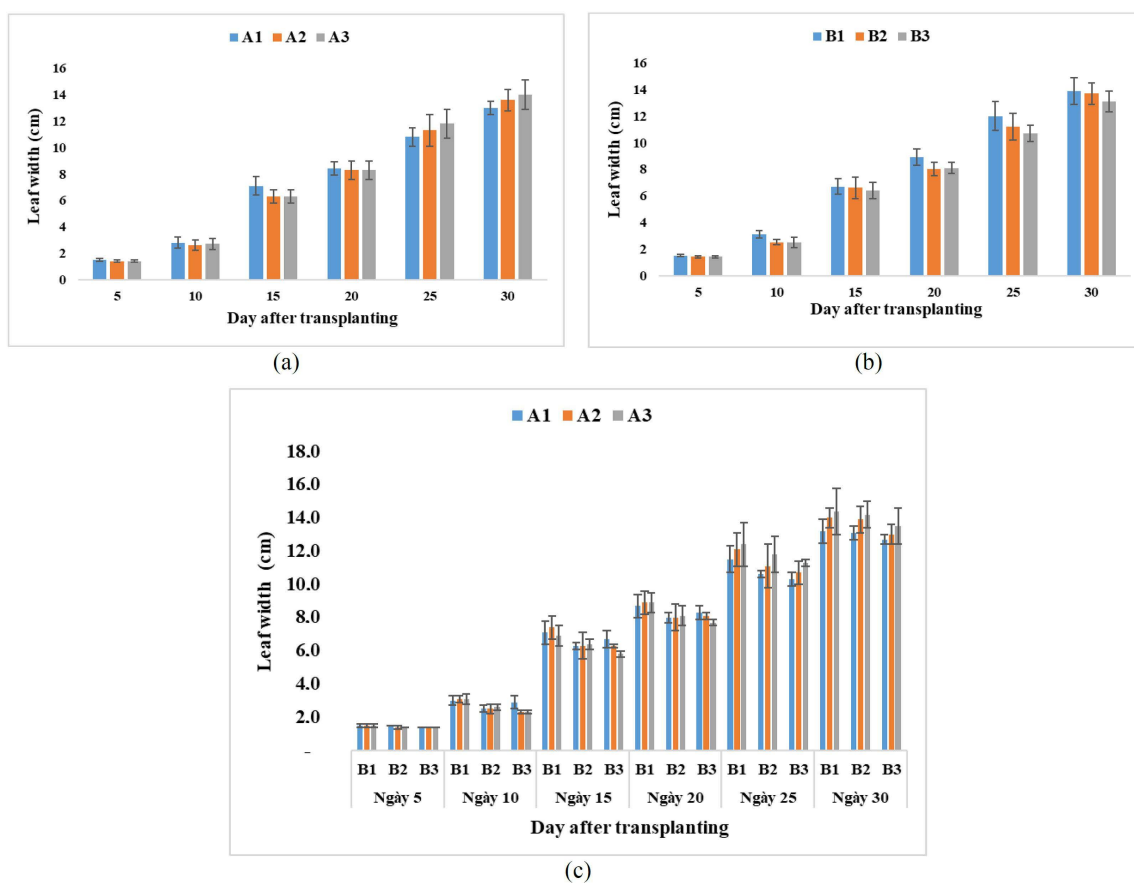 A1 A2 A3
16
14
12
10
8
6
4
2
0
Leaf width (cm)
5 10 15 20 25 30
Day after transplanting
(a)
B1 B2 B3
16
14
12
10
8
6
4
2
0
Leaf width (cm)
5 10 15 20 25 30
Day after transplanting
(b)
A1 A2 A3
18.0
16.0
14.0
12.0
10.0
8.0
6.0
4.0
2.0
–
Leaf width (cm)
B1 B2 B3 B1 B2 B3 B1 B2 B3 B1 B2 B3 B1 B2 B3 B1 B2 B3
Ngày 5 Ngày 10 Ngày 15 Ngày 20 Ngày 25 Ngày 30
Day after transplanting
(c)